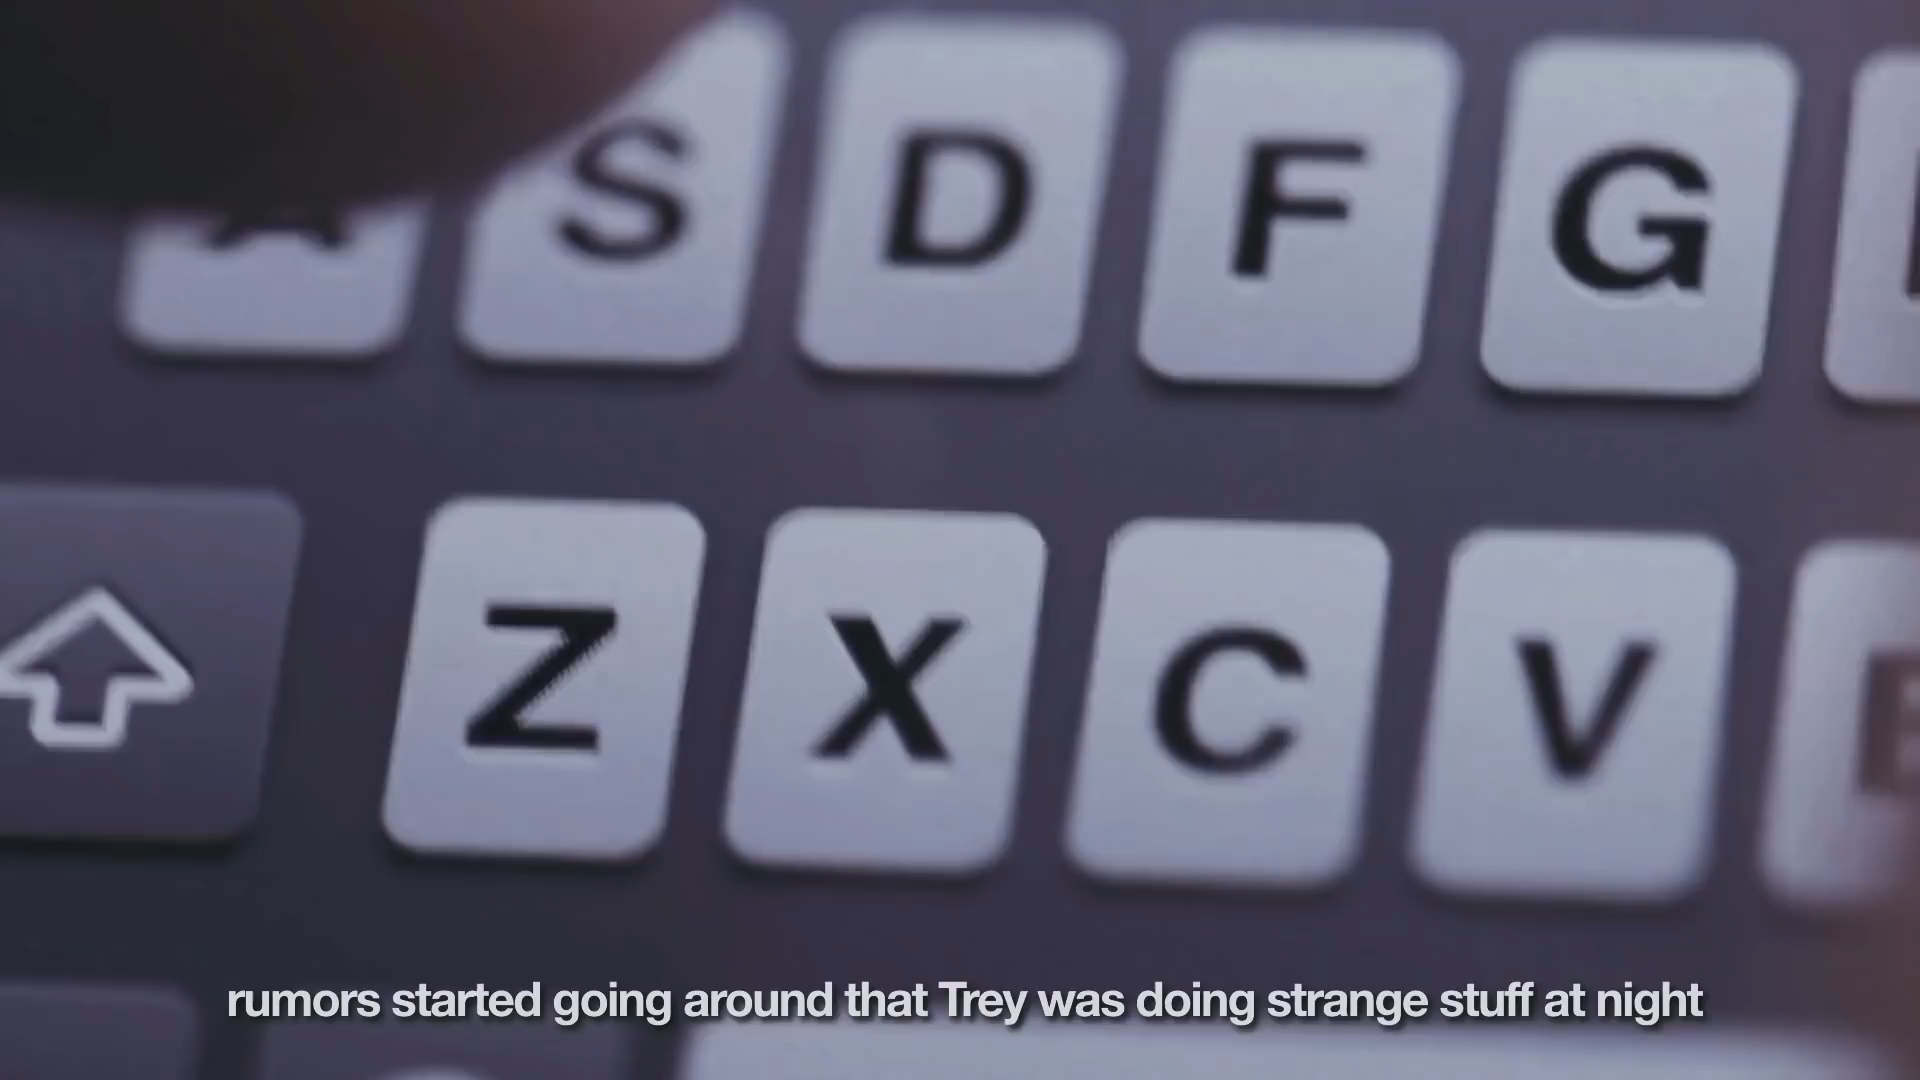 A S D F G
Z X C V
rumors started going around that Trey was doing strange stuff at night